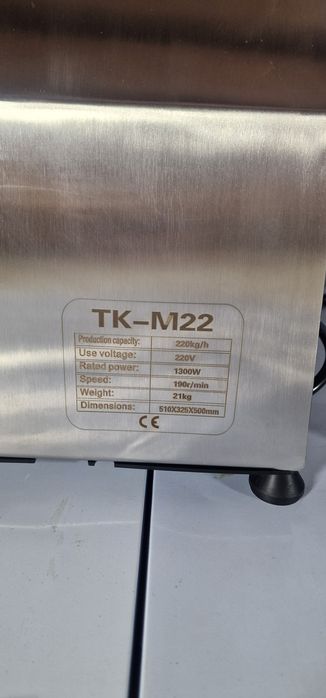 TK-M22
Production capacity: 220kg/h
Use voltage: 220V
Rated power: 1300W
Speed: 190r/min
Weight: 21kg
Dimensions: 510X325X500mm
CE